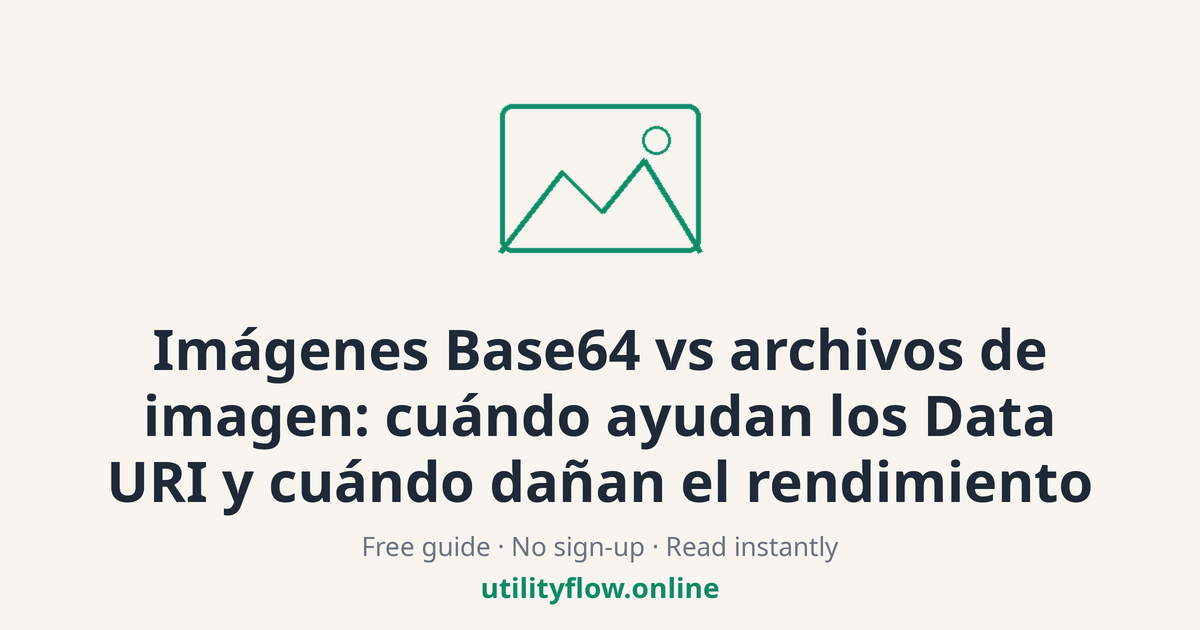 Imágenes Base64 vs archivos de
imagen: cuándo ayudan los Data
URI y cuándo dañan el rendimiento
Free guide · No sign-up · Read instantly
utilityflow.online